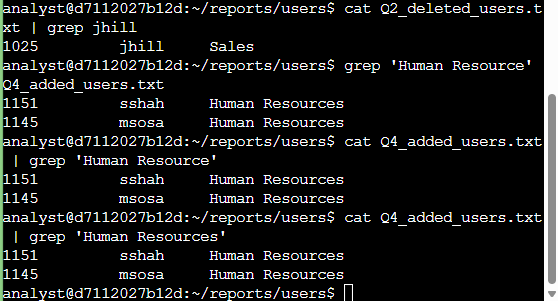 analyst@d7112027b12d:~/reports/users$ cat Q2_deleted_users.t
xt | grep jhill
1025 jhill Sales
analyst@d7112027b12d:~/reports/users$ grep 'Human Resource'
Q4_added_users.txt
1151 sshah Human Resources
1145 msosa Human Resources
analyst@d7112027b12d:~/reports/users$ cat Q4_added_users.txt
| grep 'Human Resource'
1151 sshah Human Resources
1145 msosa Human Resources
analyst@d7112027b12d:~/reports/users$ cat Q4_added_users.txt
| grep 'Human Resources'
1151 sshah Human Resources
1145 msosa Human Resources
analyst@d7112027b12d:~/reports/users$